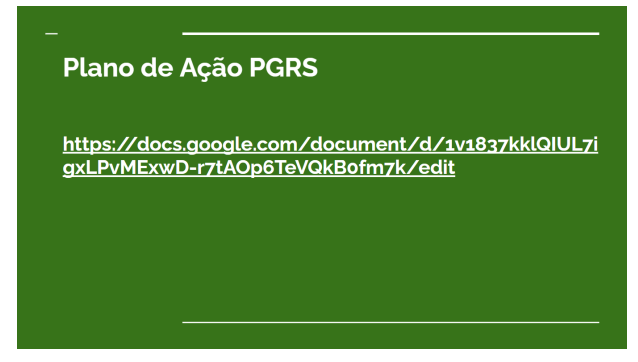 Plano de Ação PGRS
https://docs.google.com/document/d/1v1837kklQIUL7i
gxLPvMExwD-r7tAOp6TeVQkB0fm7k/edit